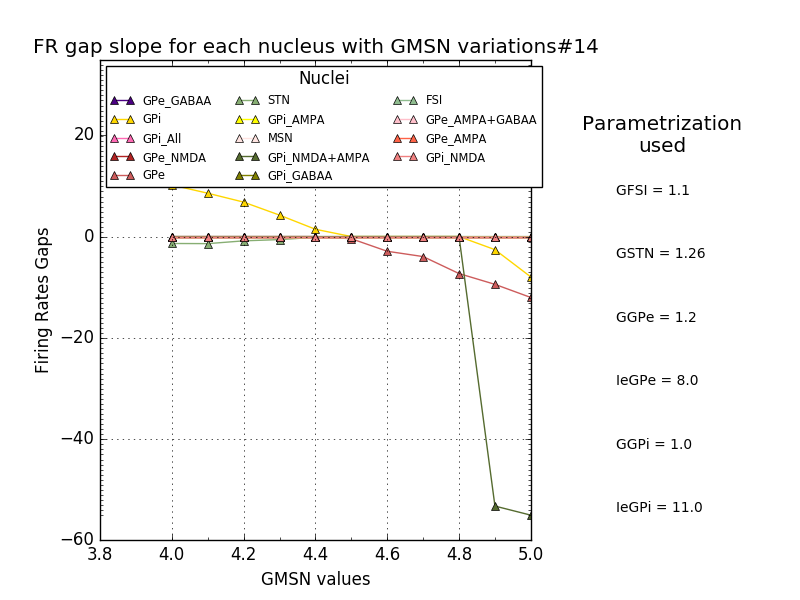 FR gap slope for each nucleus with GMSN variations#14
Nuclei
GPe_GABAA STN FSI
GPi GPi_AMPA GPe_AMPA+GABAA
GPi_All MSN GPe_AMPA
GPe_NMDA GPi_NMDA+AMPA GPi_NMDA
GPe GPi_GABAA
20
0
−20
−40
−60
Firing Rates Gaps
3.8 4.0 4.2 4.4 4.6 4.8 5.0
GMSN values
Parametrization
used
GFSI = 1.1
GSTN = 1.26
GGPe = 1.2
IeGPe = 8.0
GGPi = 1.0
IeGPi = 11.0